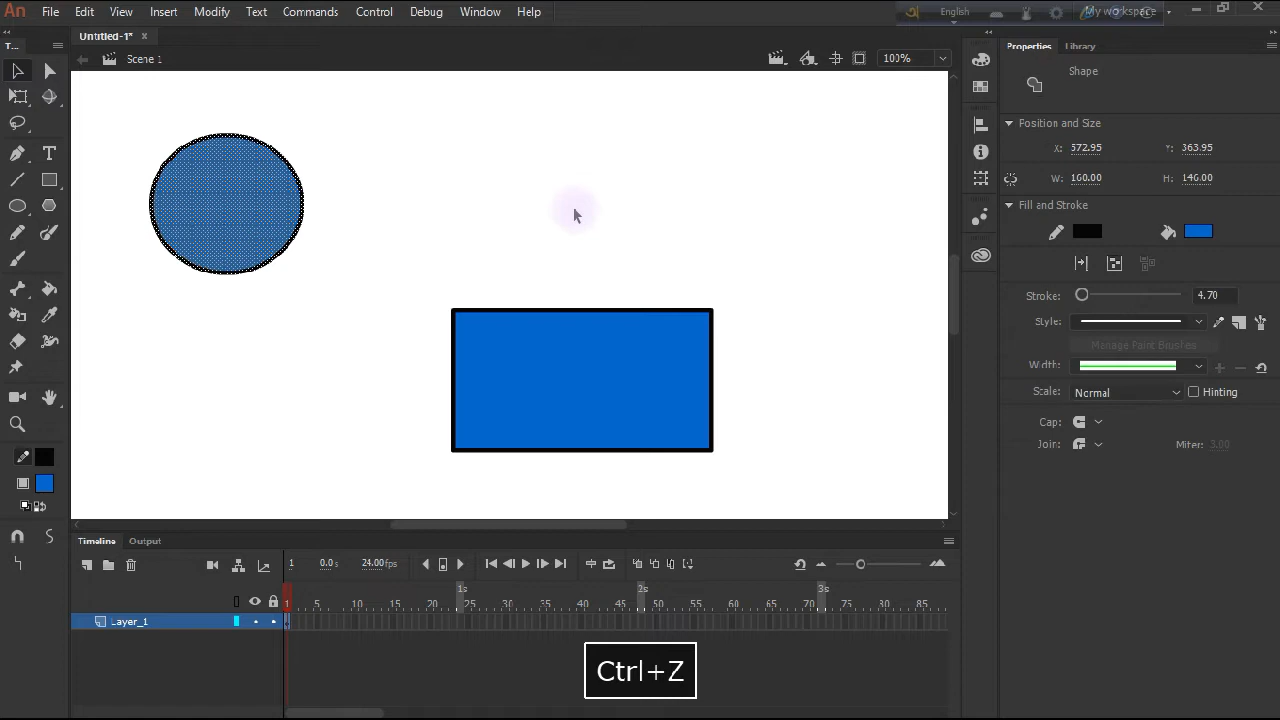 An File Edit View Insert Modify Text Commands Control Debug Window Help English My workspace
Untitled-1* × Properties Library
T...
Scene 1 100% Shape
Position and Size
X: 572.95 Y: 363.95
W: 160.00 H: 146.00
Fill and Stroke
Stroke: 4.70
Style:
Manage Paint Brushes
Width:
Scale: Normal Hinting
Cap:
Join: Miter: 3.00
Timeline Output
1 0.0 s 24.00 fps
1s 2s 3s
1 5 10 15 20 25 30 35 40 45 50 55 60 65 70 75 80 85
Layer_1
Ctrl+Z